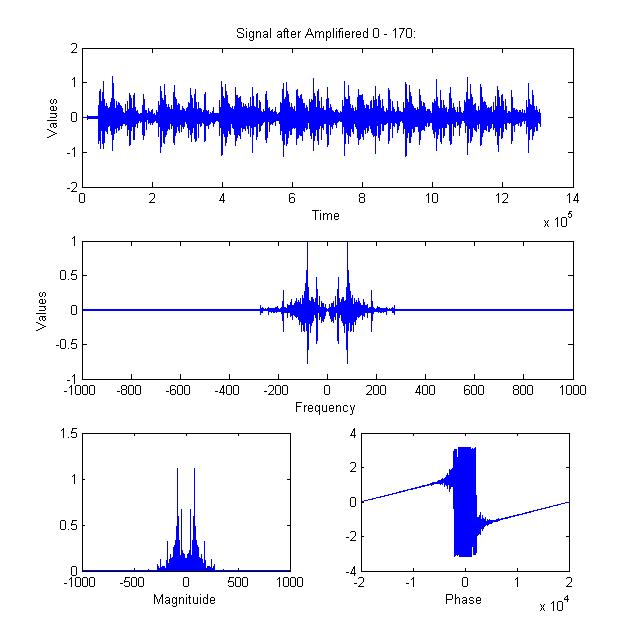 Signal after Amplifiered 0 - 170:
2
1
0
-1
-2
Values
0 2 4 6 8 10 12 14
Time
x 10^5
1
0.5
0
-0.5
-1
Values
-1000 -800 -600 -400 -200 0 200 400 600 800 1000
Frequency
1.5
1
0.5
0
-1000 -500 0 500 1000
Magnituide
4
2
0
-2
-4
-2 -1 0 1 2
Phase
x 10^4